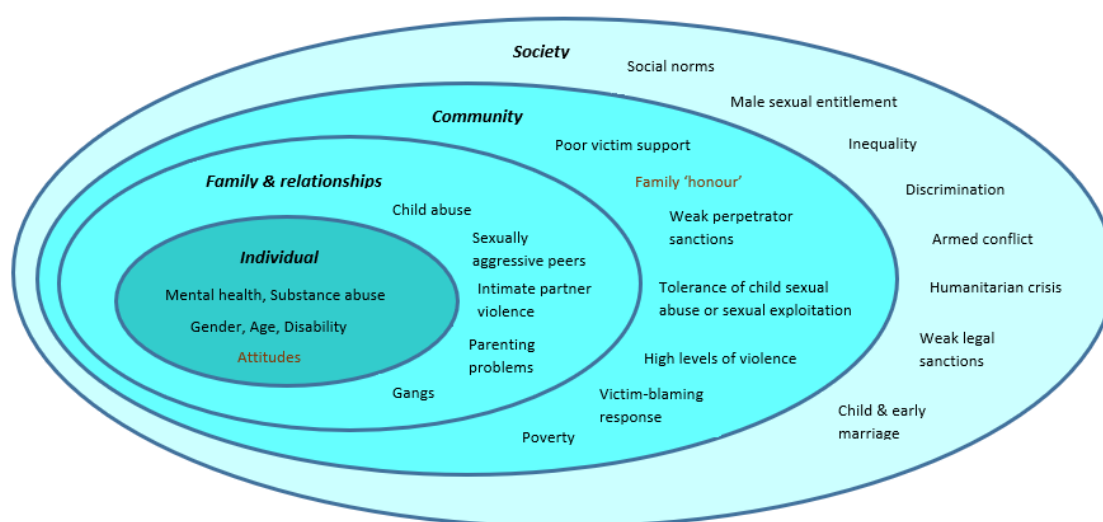 Society
Social norms
Male sexual entitlement
Inequality
Discrimination
Armed conflict
Humanitarian crisis
Weak legal
sanctions
Child & early
marriage
Community
Poor victim support
Family ‘honour’
Weak perpetrator
sanctions
Tolerance of child sexual
abuse or sexual exploitation
High levels of violence
Victim-blaming
response
Poverty
Family & relationships
Child abuse
Sexually
aggressive peers
Intimate partner
violence
Parenting
problems
Gangs
Individual
Mental health, Substance abuse
Gender, Age, Disability
Attitudes